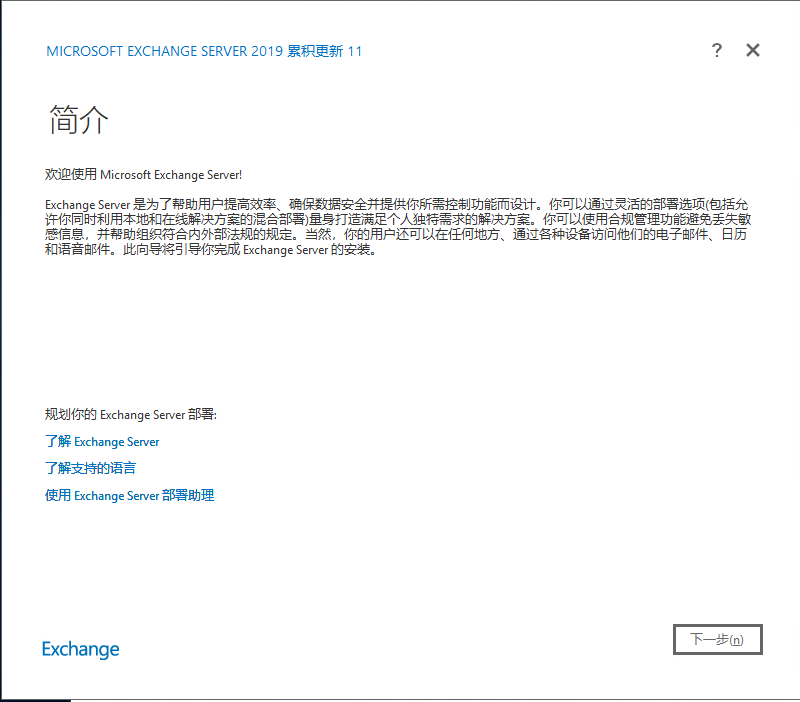 MICROSOFT EXCHANGE SERVER 2019 累积更新 11
?
简介
欢迎使用 Microsoft Exchange Server!
Exchange Server 是为了帮助用户提高效率、确保数据安全并提供你所需控制功能而设计。你可以通过灵活的部署选项(包括允
许你同时利用本地和在线解决方案的混合部署)量身打造满足个人独特需求的解决方案。你可以使用合规管理功能避免丢失敏
感信息，并帮助组织符合内外部法规的规定。当然，你的用户还可以在任何地方、通过各种设备访问他们的电子邮件、日历
和语音邮件。此向导将引导你完成 Exchange Server 的安装。
规划你的 Exchange Server 部署:
了解 Exchange Server
了解支持的语言
使用 Exchange Server 部署助理
Exchange
下一步(n)